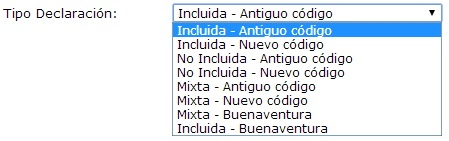 Tipo Declaración: Incluida - Antiguo código
Incluida - Antiguo código
Incluida - Nuevo código
No Incluida - Antiguo código
No Incluida - Nuevo código
Mixta - Antiguo código
Mixta - Nuevo código
Mixta - Buenaventura
Incluida - Buenaventura